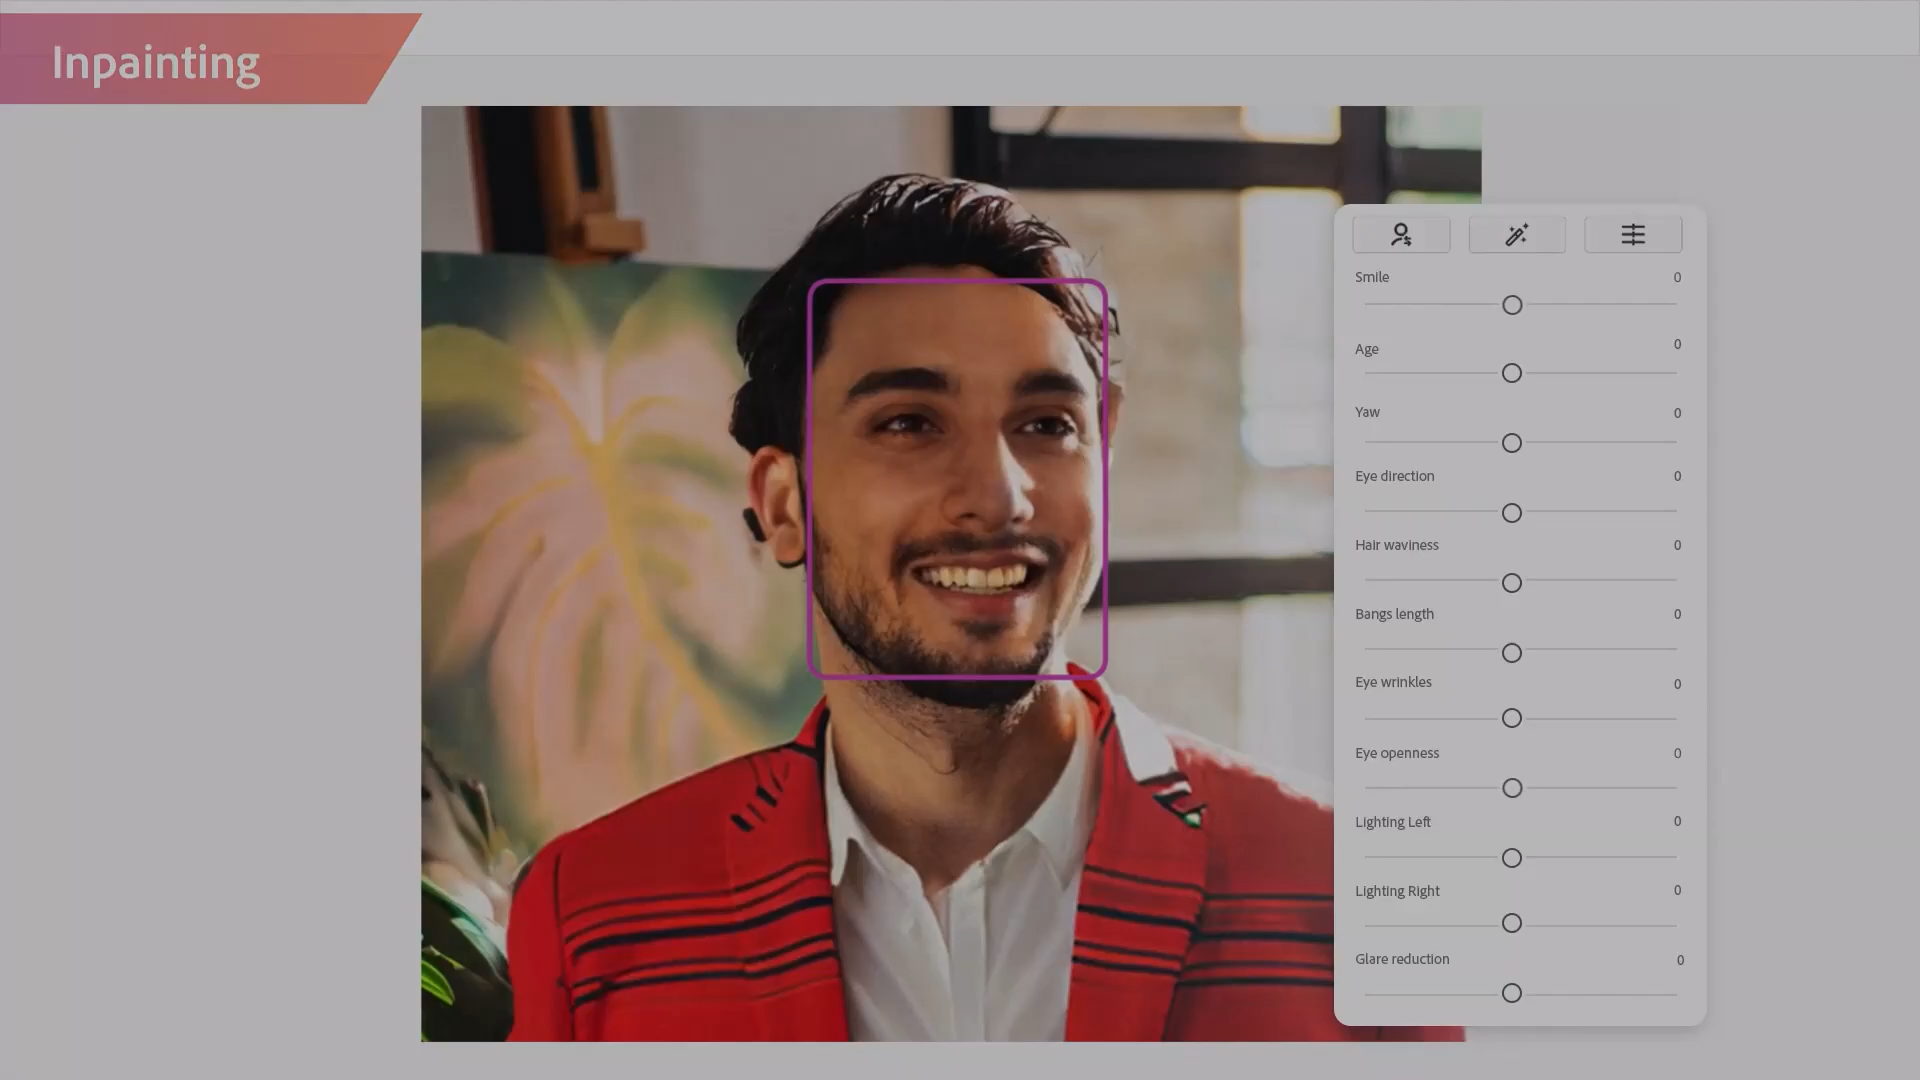 Inpainting
Smile 0
Age 0
Yaw 0
Eye direction 0
Hair waviness 0
Bangs length 0
Eye wrinkles 0
Eye openness 0
Lighting Left 0
Lighting Right 0
Glare reduction 0